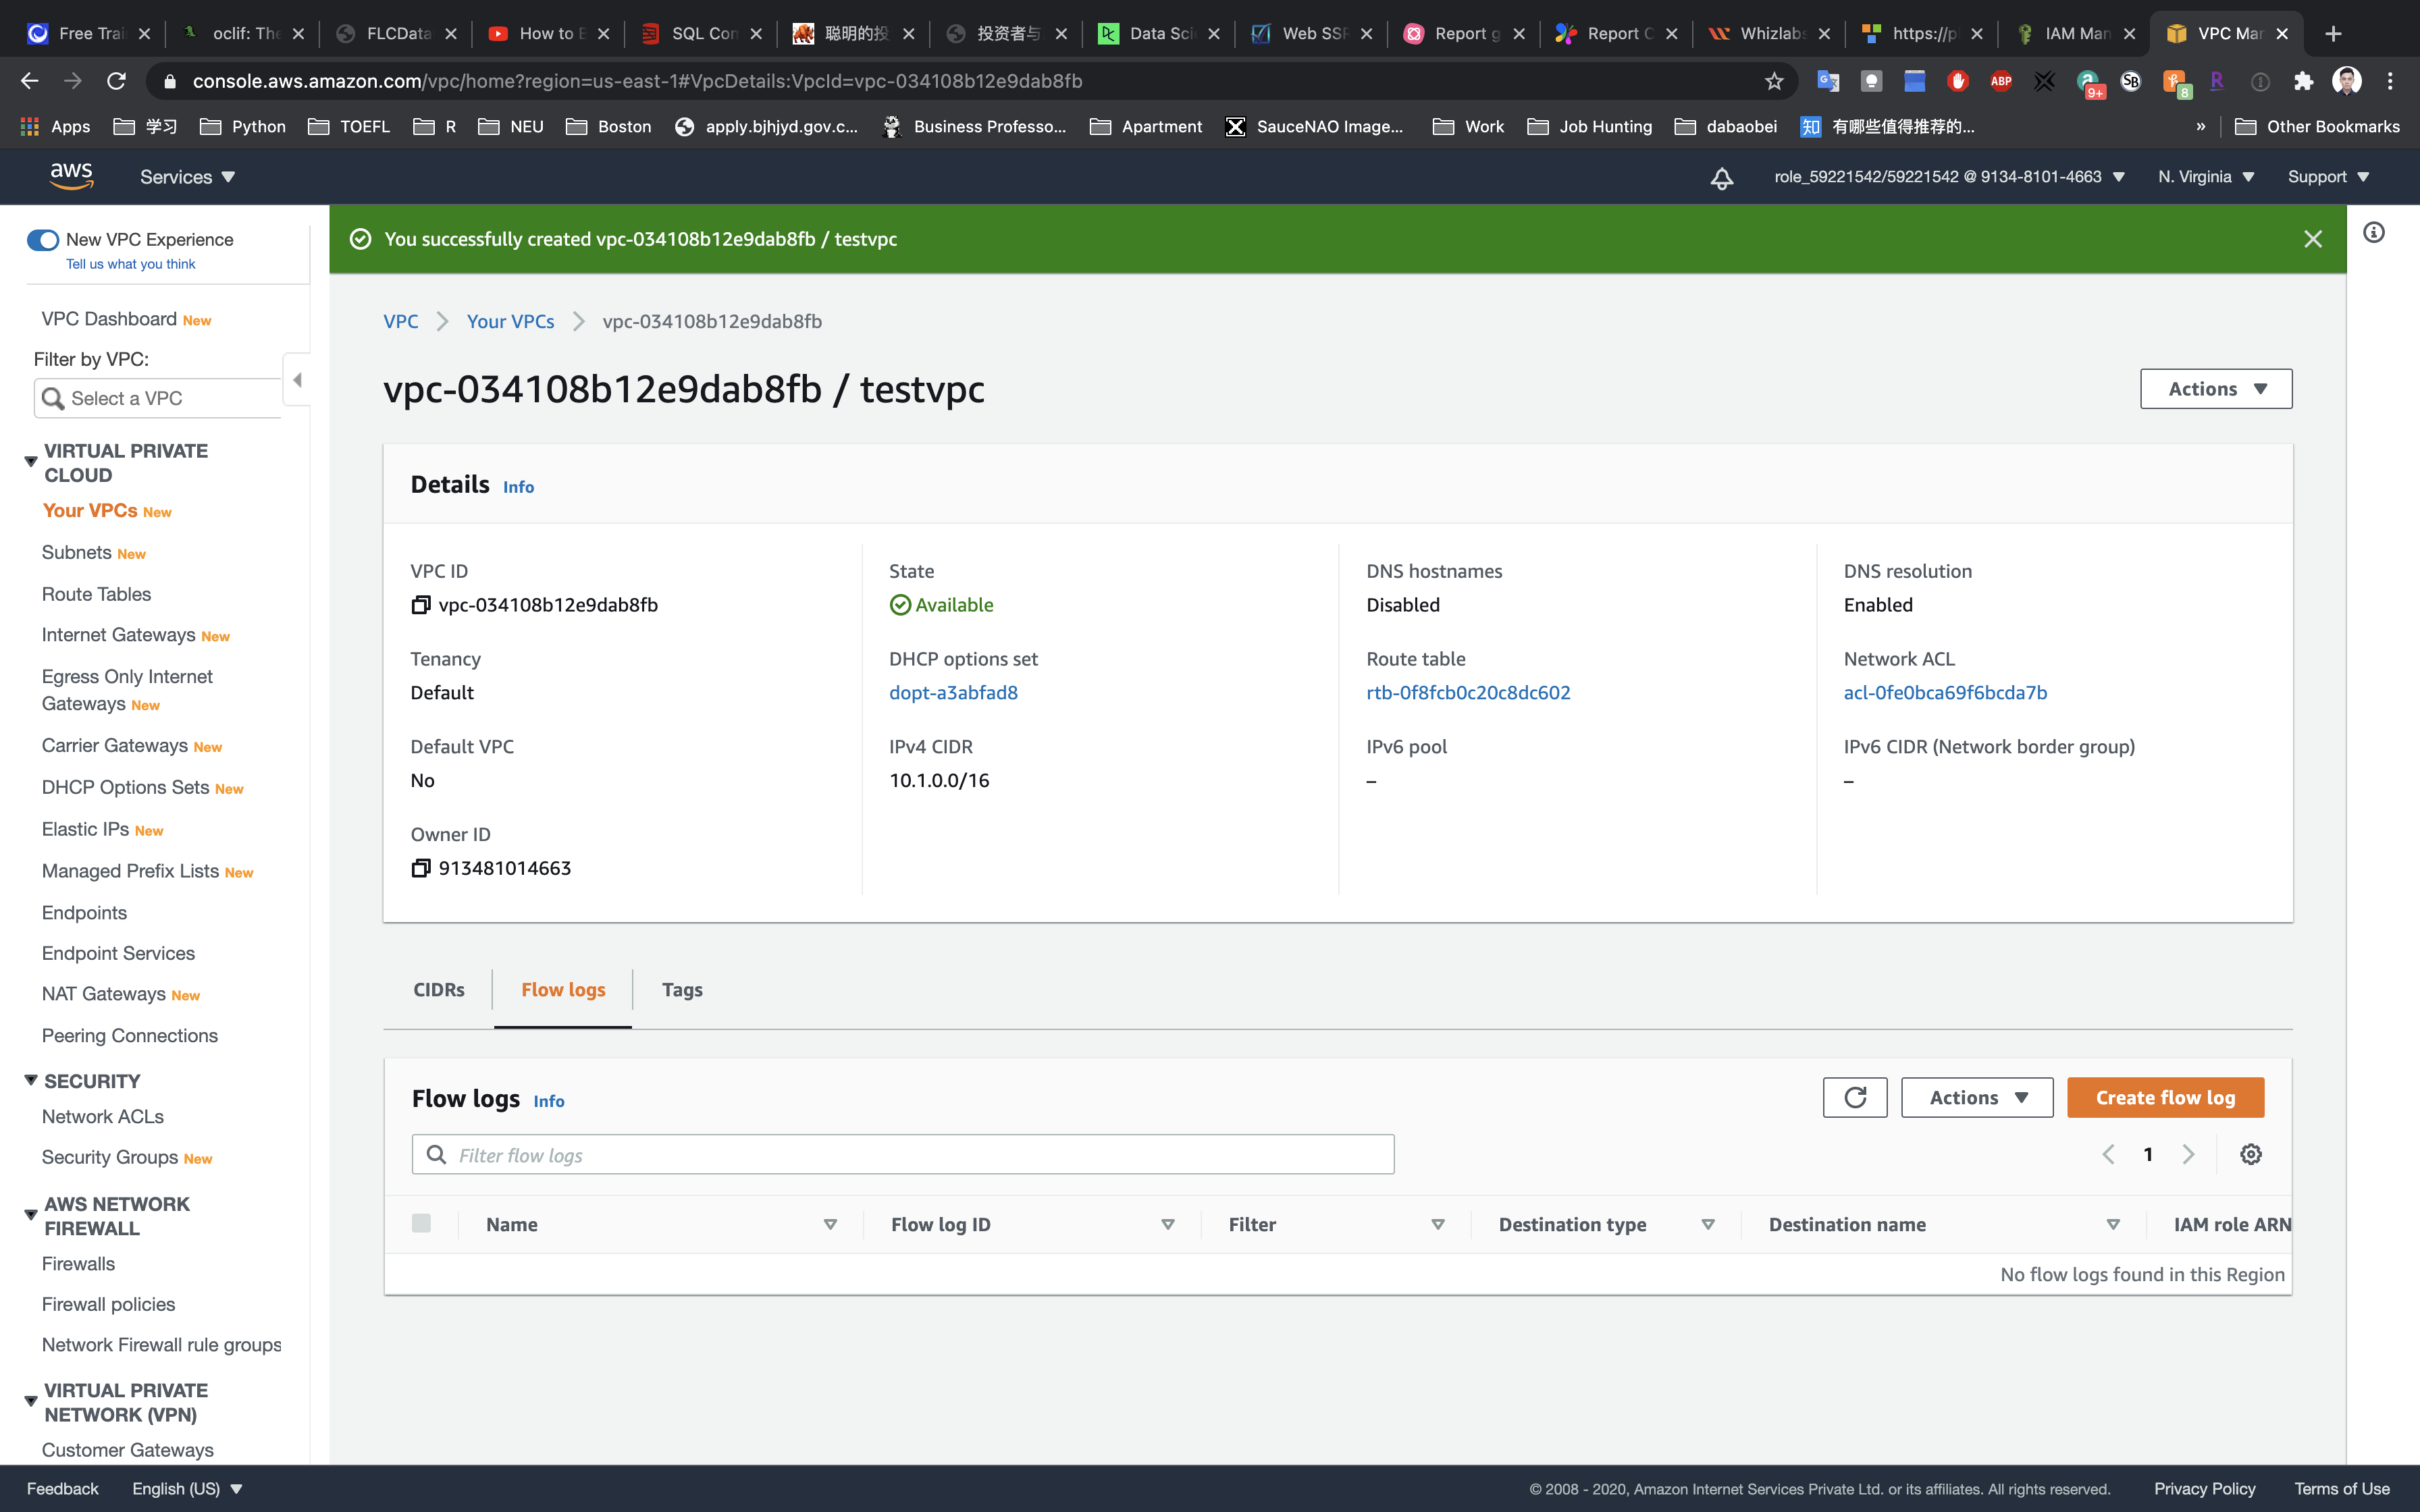 Free Trai
oclif: The
FLCData
How to E
SQL Con
聪明的投
投资者与
Data Sci
Web SSF
Report g
Report C
Whizlabs
https://p
IAM Man
VPC Man
console.aws.amazon.com/vpc/home?region=us-east-1#VpcDetails:VpcId=vpc-034108b12e9dab8fb
ABP
9+
SB
8
R
Apps
学习
Python
TOEFL
R
NEU
Boston
apply.bjhjyd.gov.c...
Business Professo...
Apartment
SauceNAO Image...
Work
Job Hunting
dabaobei
知 有哪些值得推荐的...
»
Other Bookmarks
aws
Services
role_59221542/59221542 @ 9134-8101-4663
N. Virginia
Support
New VPC Experience
Tell us what you think
VPC Dashboard New
Filter by VPC:
Select a VPC
VIRTUAL PRIVATE
CLOUD
Your VPCs New
Subnets New
Route Tables
Internet Gateways New
Egress Only Internet
Gateways New
Carrier Gateways New
DHCP Options Sets New
Elastic IPs New
Managed Prefix Lists New
Endpoints
Endpoint Services
NAT Gateways New
Peering Connections
SECURITY
Network ACLs
Security Groups New
AWS NETWORK
FIREWALL
Firewalls
Firewall policies
Network Firewall rule groups
VIRTUAL PRIVATE
NETWORK (VPN)
Customer Gateways
You successfully created vpc-034108b12e9dab8fb / testvpc
VPC > Your VPCs > vpc-034108b12e9dab8fb
vpc-034108b12e9dab8fb / testvpc
Actions
Details Info
VPC ID
vpc-034108b12e9dab8fb
State
Available
DNS hostnames
Disabled
DNS resolution
Enabled
Tenancy
Default
DHCP options set
dopt-a3abfad8
Route table
rtb-0f8fcb0c20c8dc602
Network ACL
acl-0fe0bca69f6bcda7b
Default VPC
No
IPv4 CIDR
10.1.0.0/16
IPv6 pool
–
IPv6 CIDR (Network border group)
–
Owner ID
913481014663
CIDRs
Flow logs
Tags
Flow logs Info
Actions
Create flow log
Filter flow logs
1
Name
Flow log ID
Filter
Destination type
Destination name
IAM role ARN
No flow logs found in this Region
Feedback
English (US)
© 2008 - 2020, Amazon Internet Services Private Ltd. or its affiliates. All rights reserved.
Privacy Policy
Terms of Use